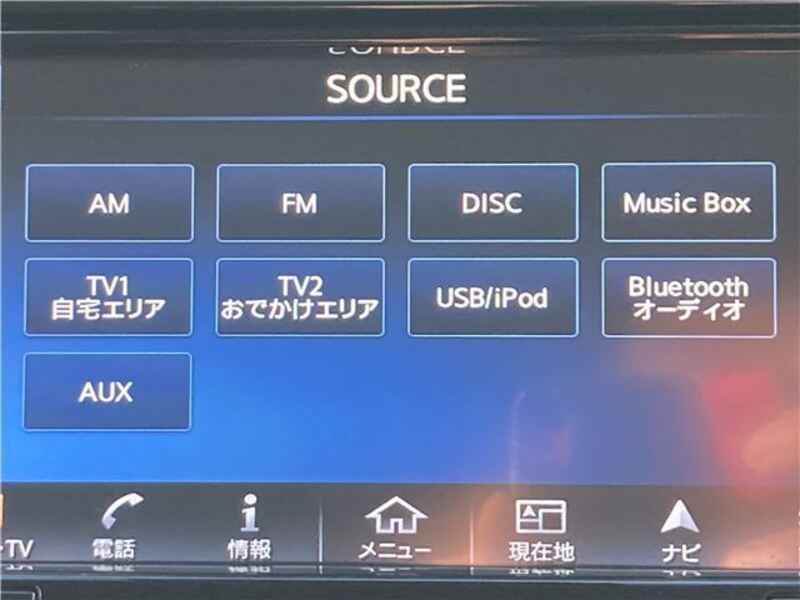 SOURCE
AM
FM
DISC
Music Box
TV1
自宅エリア
TV2
おでかけエリア
USB/iPod
Bluetooth
オーディオ
AUX
TV
電話
情報
メニュー
現在地
ナビ